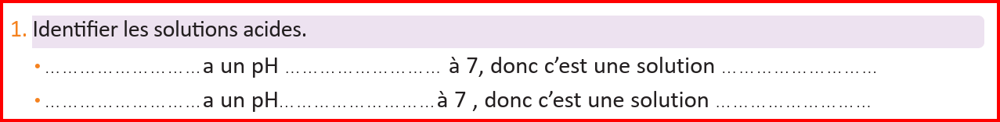 1. Identifier les solutions acides.
• ………………………a un pH ……………………… à 7, donc c’est une solution ………………………
• ………………………a un pH………………………à 7 , donc c’est une solution ………………………